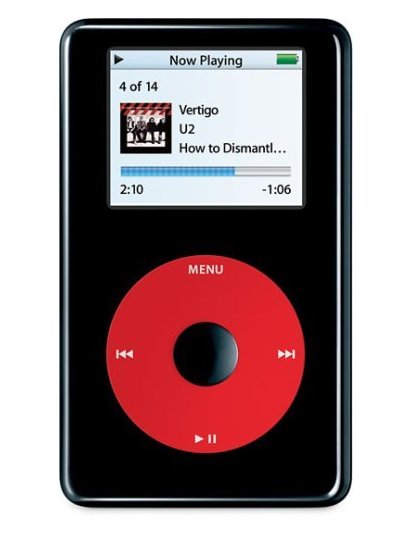 Now Playing
4 of 14
Vertigo
U2
How to Dismantl...
2:10 -1:06
MENU